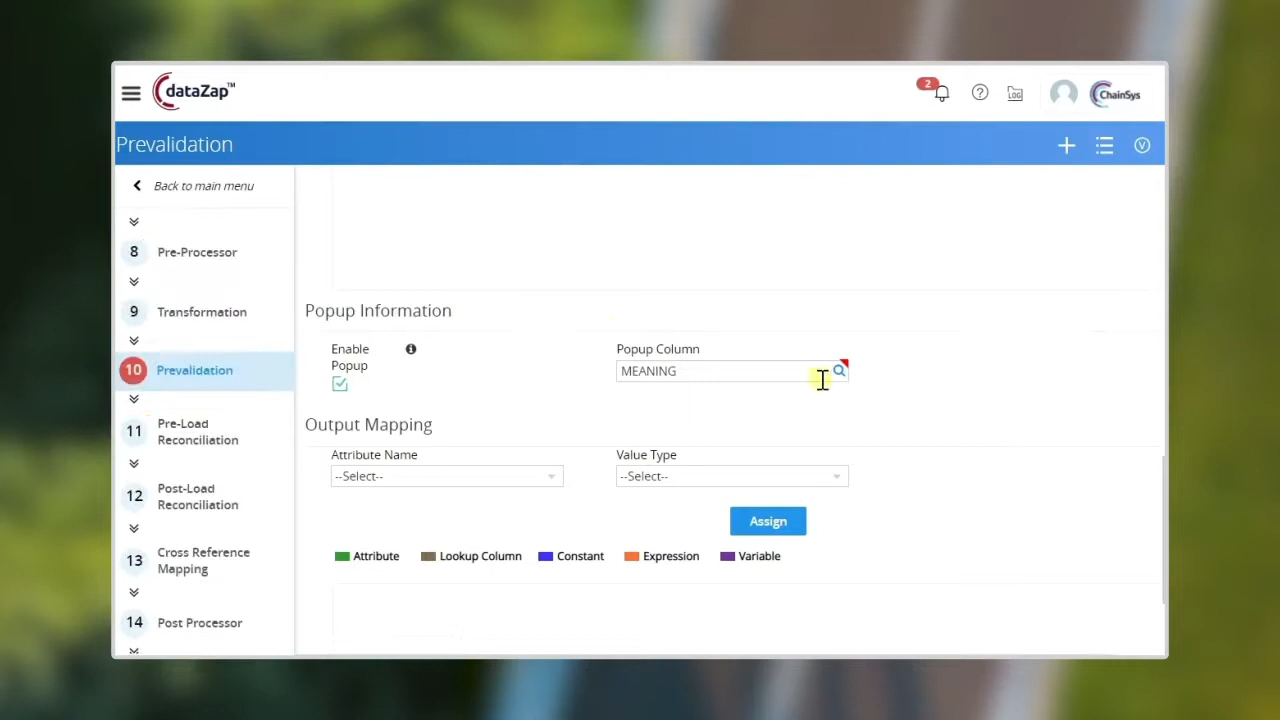 dataZap™
2
LOG
ChainSys
Prevalidation
V
Back to main menu
8 Pre-Processor
9 Transformation
10 Prevalidation
11 Pre-Load
Reconciliation
12 Post-Load
Reconciliation
13 Cross Reference
Mapping
14 Post Processor
Popup Information
Enable
Popup
Popup Column
MEANING
Output Mapping
Attribute Name
Value Type
--Select--
--Select--
Assign
Attribute Lookup Column Constant Expression Variable